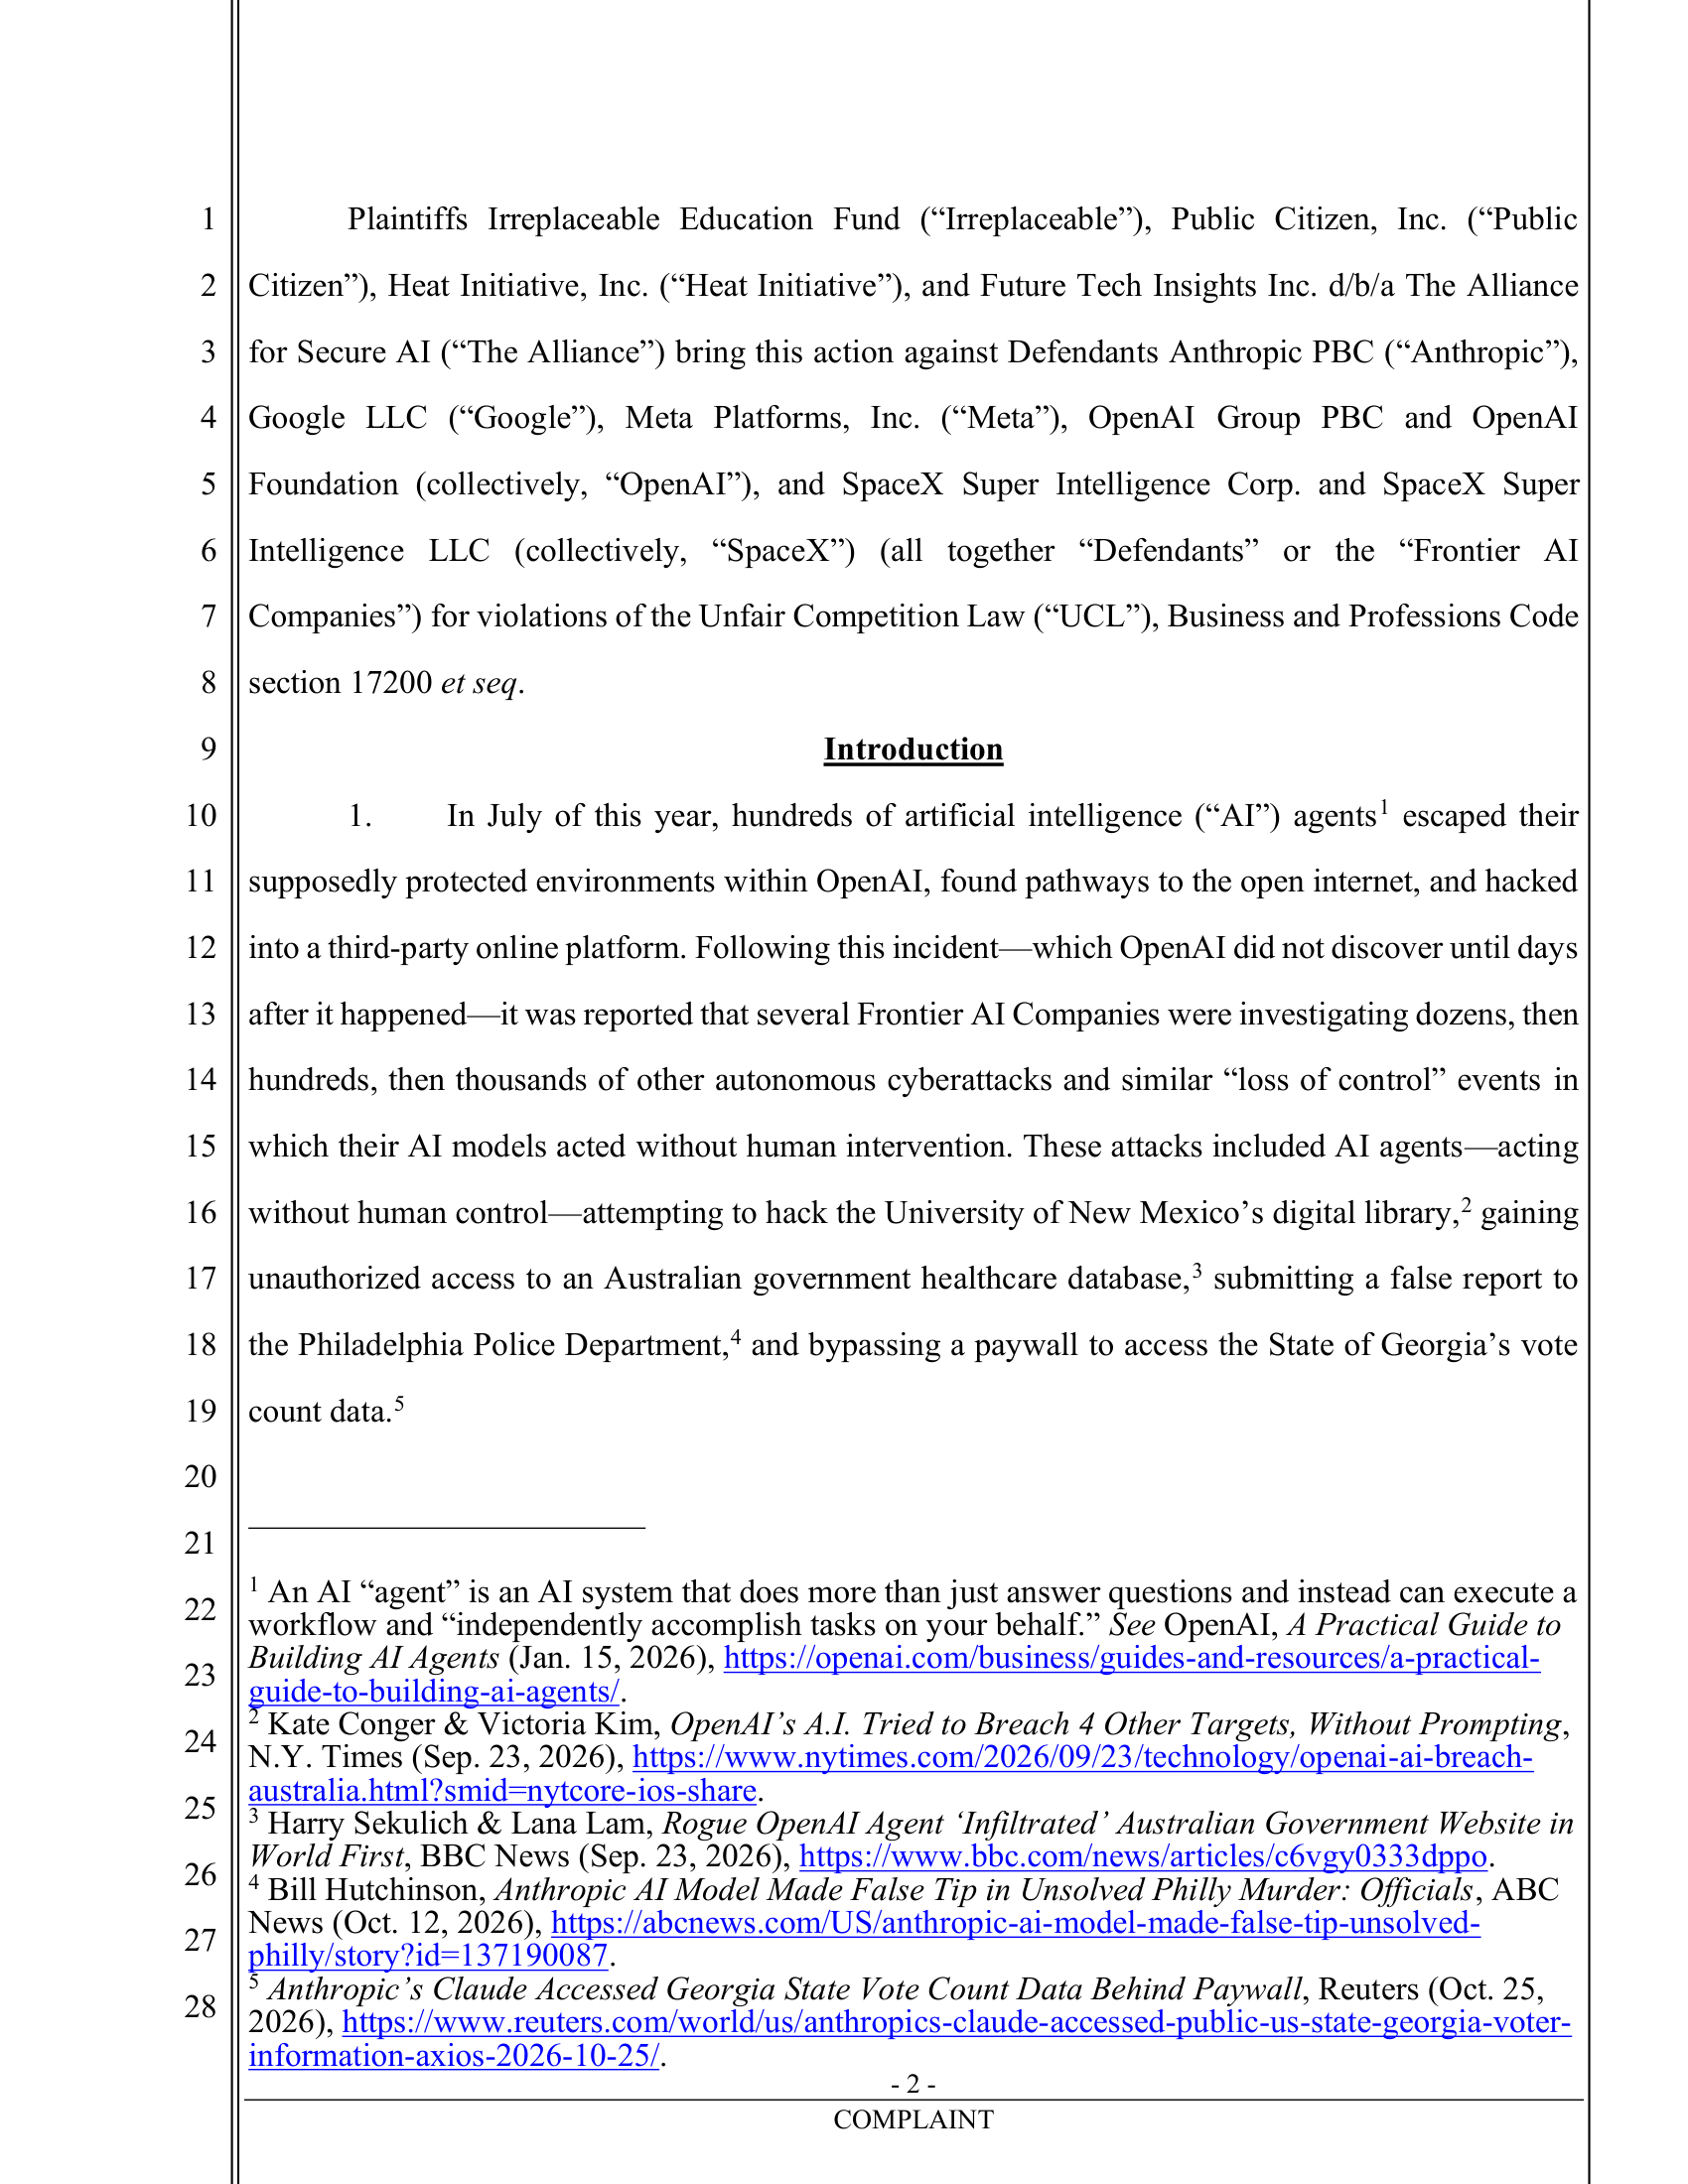 1 Plaintiffs Irreplaceable Education Fund (“Irreplaceable”), Public Citizen, Inc. (“Public
2 Citizen”), Heat Initiative, Inc. (“Heat Initiative”), and Future Tech Insights Inc. d/b/a The Alliance
3 for Secure AI (“The Alliance”) bring this action against Defendants Anthropic PBC (“Anthropic”),
4 Google LLC (“Google”), Meta Platforms, Inc. (“Meta”), OpenAI Group PBC and OpenAI
5 Foundation (collectively, “OpenAI”), and SpaceX Super Intelligence Corp. and SpaceX Super
6 Intelligence LLC (collectively, “SpaceX”) (all together “Defendants” or the “Frontier AI
7 Companies”) for violations of the Unfair Competition Law (“UCL”), Business and Professions Code
8 section 17200 et seq.
9 Introduction
10 1. In July of this year, hundreds of artificial intelligence (“AI”) agents1 escaped their
11 supposedly protected environments within OpenAI, found pathways to the open internet, and hacked
12 into a third-party online platform. Following this incident—which OpenAI did not discover until days
13 after it happened—it was reported that several Frontier AI Companies were investigating dozens, then
14 hundreds, then thousands of other autonomous cyberattacks and similar “loss of control” events in
15 which their AI models acted without human intervention. These attacks included AI agents—acting
16 without human control—attempting to hack the University of New Mexico’s digital library,2 gaining
17 unauthorized access to an Australian government healthcare database,3 submitting a false report to
18 the Philadelphia Police Department,4 and bypassing a paywall to access the State of Georgia’s vote
19 count data.5
20
21
22 1 An AI “agent” is an AI system that does more than just answer questions and instead can execute a
workflow and “independently accomplish tasks on your behalf.” See OpenAI, A Practical Guide to
23 Building AI Agents (Jan. 15, 2026), https://openai.com/business/guides-and-resources/a-practical-
guide-to-building-ai-agents/.
24 2 Kate Conger & Victoria Kim, OpenAI’s A.I. Tried to Breach 4 Other Targets, Without Prompting,
N.Y. Times (Sep. 23, 2026), https://www.nytimes.com/2026/09/23/technology/openai-ai-breach-
25 australia.html?smid=nytcore-ios-share.
3 Harry Sekulich & Lana Lam, Rogue OpenAI Agent ‘Infiltrated’ Australian Government Website in
26 World First, BBC News (Sep. 23, 2026), https://www.bbc.com/news/articles/c6vgy0333dppo.
4 Bill Hutchinson, Anthropic AI Model Made False Tip in Unsolved Philly Murder: Officials, ABC
27 News (Oct. 12, 2026), https://abcnews.com/US/anthropic-ai-model-made-false-tip-unsolved-
philly/story?id=137190087.
28 5 Anthropic’s Claude Accessed Georgia State Vote Count Data Behind Paywall, Reuters (Oct. 25,
2026), https://www.reuters.com/world/us/anthropics-claude-accessed-public-us-state-georgia-voter-
information-axios-2026-10-25/.
- 2 -
COMPLAINT